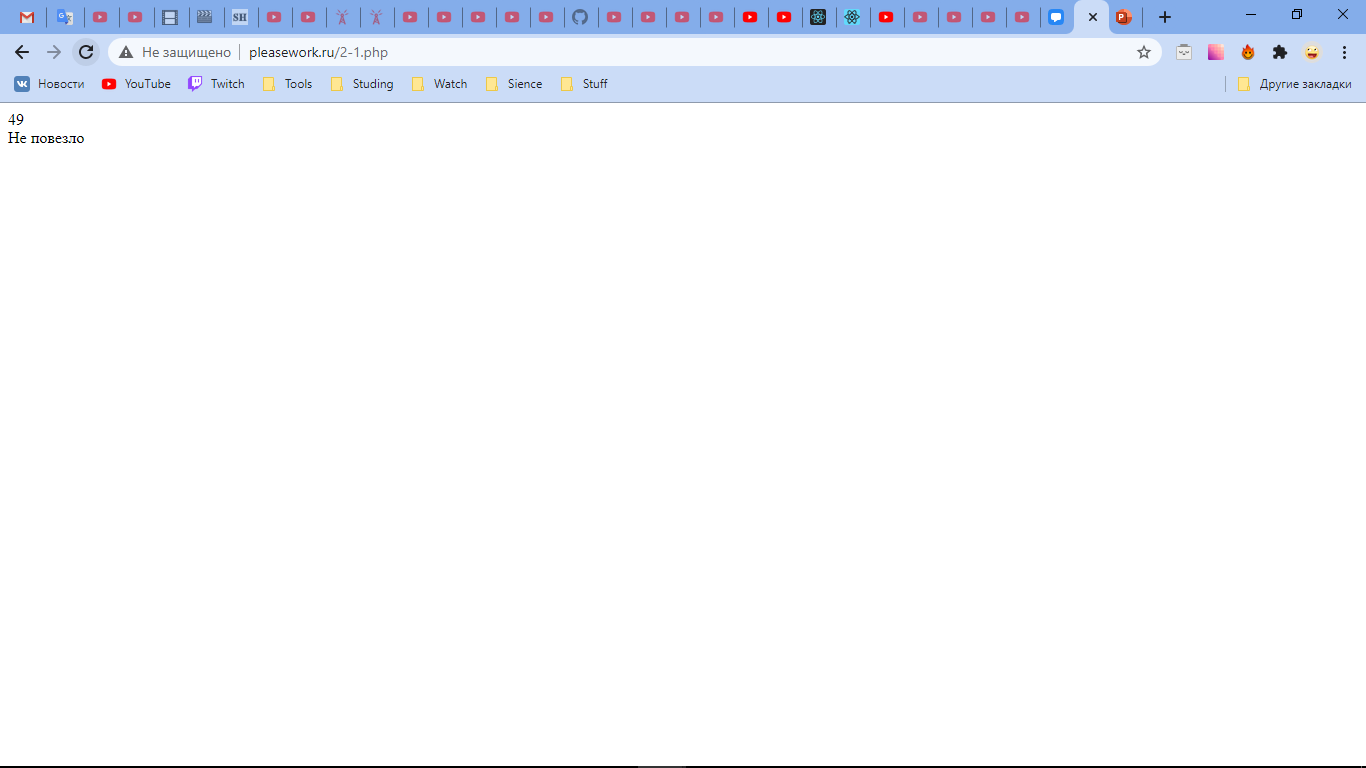 SH
Не защищено pleasework.ru/2-1.php
Новости YouTube Twitch Tools Studing Watch Sience Stuff Другие закладки
49
Не повезло